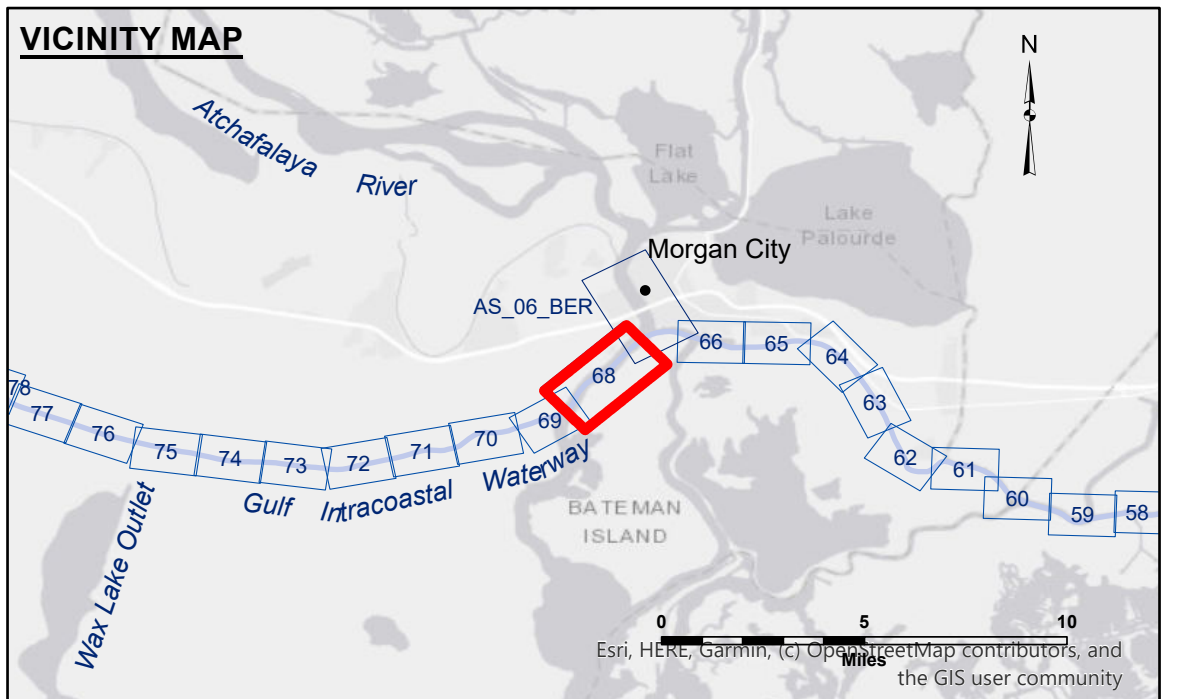 VICINITY MAP
N
Atchafalaya
River
Flat
Lake
Lake
Palourde
Morgan City
AS_06_BER
66
65
64
68
63
78
77
76
75
74
73
72
71
70
69
62
61
60
59
58
Gulf Intracoastal Waterway
Wax Lake Outlet
BATEMAN
ISLAND
0 5 10
Miles
Esri, HERE, Garmin, (c) OpenStreetMap contributors, and
the GIS user community